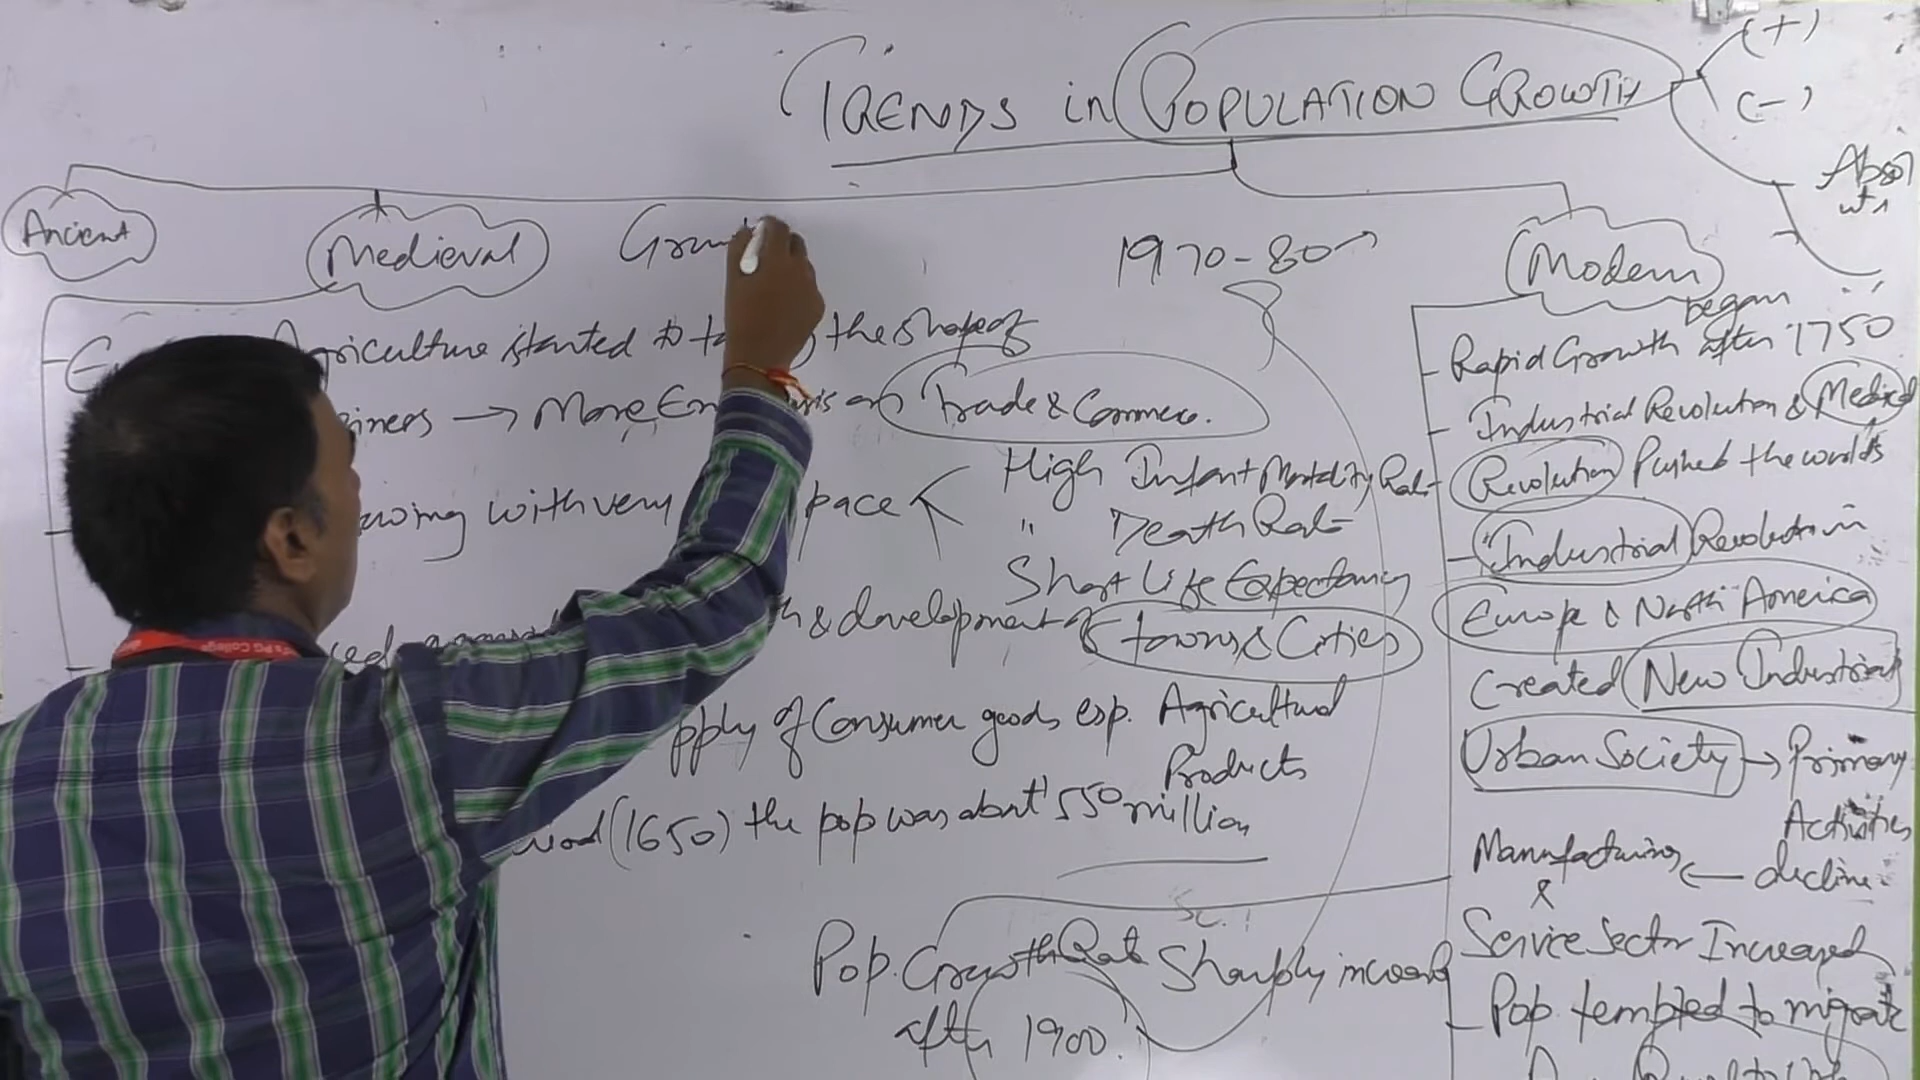 TRENDS in POPULATION GROWTH
(+)
(-)
Absol
Ancient
Medieval
1970-80
Modern
Agriculture started to the shape of
→ More on Trade & Commerce.
with very pace
High Infant Mortality Rate
" Death Rate
Short Life Expectancy
& development of towns & Cities
of Consumer goods esp. Agricultural
Products
(1650) the pop was about 550 million
Pop. Growth Rate Sharply
after 1900.
began
Rapid Growth after 1750
Industrial Revolution & Medical
Revolution Pushed the world's
Industrial Revolution in
Europe & North America
Created New Industrial
Urban Society → Primary
Activities
Manufacturing ← decline.
&
Service Sector Increased
Pop tempted to migrate